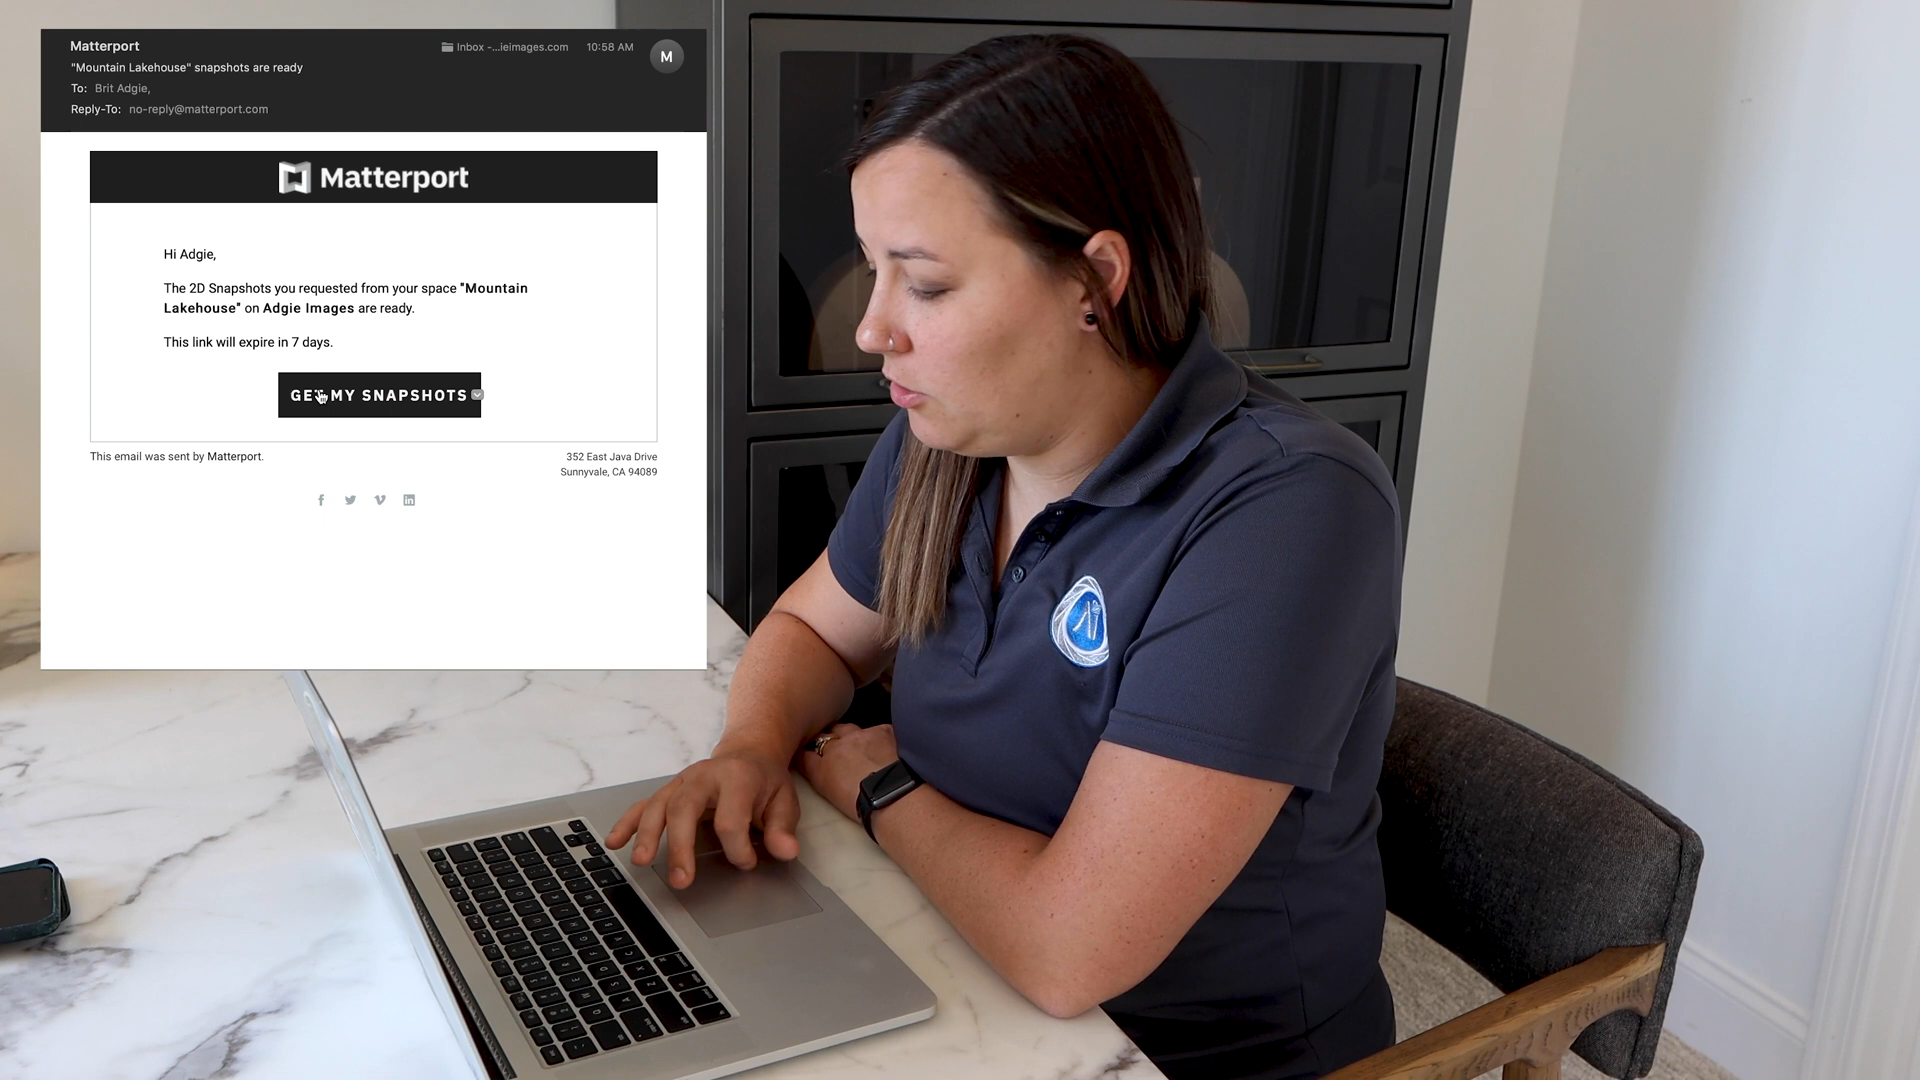 Matterport
Inbox -...ieimages.com
10:58 AM
M
"Mountain Lakehouse" snapshots are ready
To: Brit Adgie,
Reply-To: no-reply@matterport.com
Matterport
Hi Adgie,
The 2D Snapshots you requested from your space "Mountain
Lakehouse" on Adgie Images are ready.
This link will expire in 7 days.
GET MY SNAPSHOTS
This email was sent by Matterport.
352 East Java Drive
Sunnyvale, CA 94089